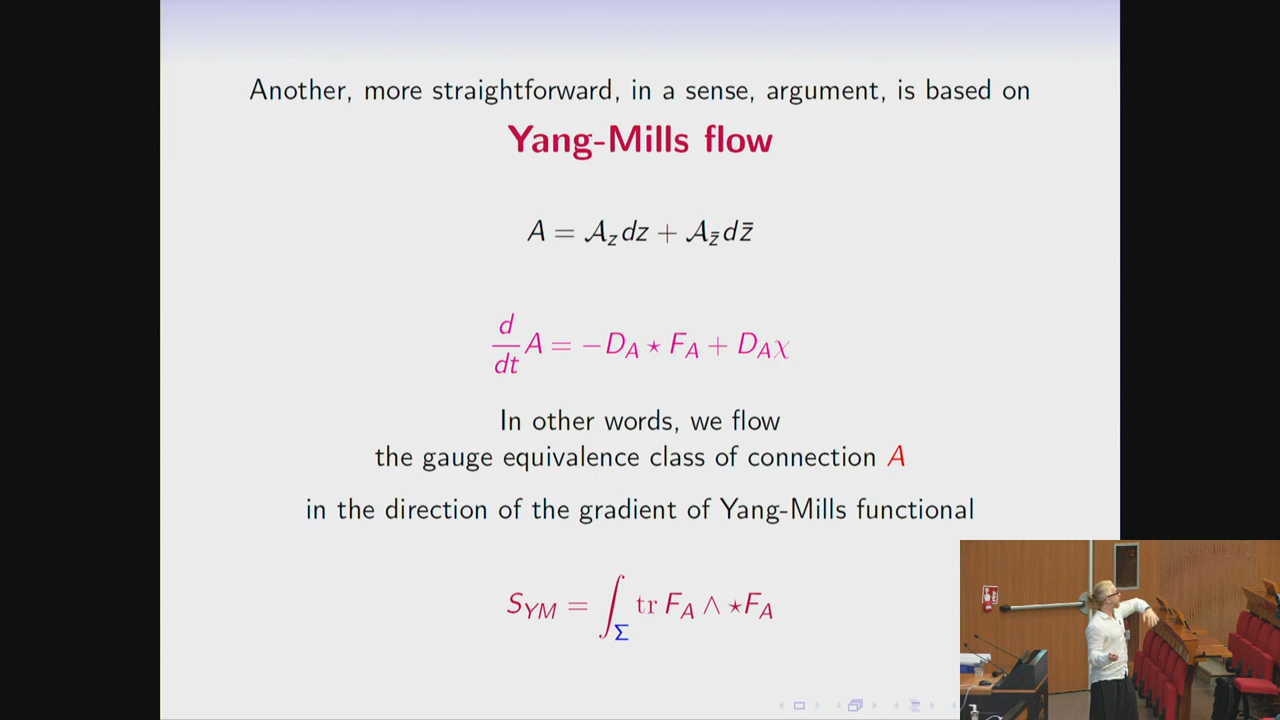 Another, more straightforward, in a sense, argument, is based on
Yang-Mills flow
A = 𝒜_z dz + 𝒜_z̄ dz̄
d/dt A = −D_A ⋆ F_A + D_A χ
In other words, we flow
the gauge equivalence class of connection A
in the direction of the gradient of Yang-Mills functional
S_YM = ∫_Σ tr F_A ∧ ⋆F_A